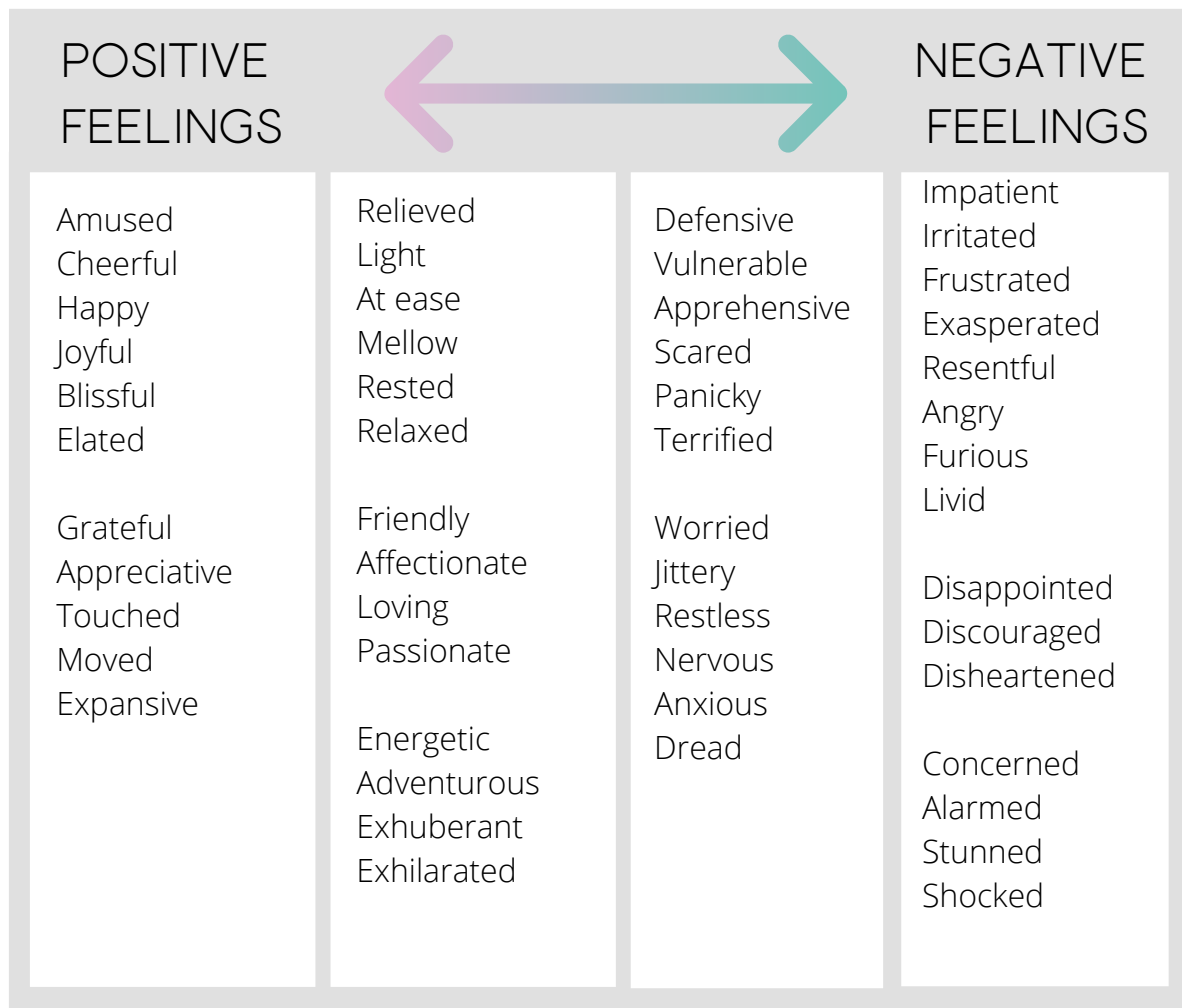 POSITIVE
FEELINGS
NEGATIVE
FEELINGS
Amused
Cheerful
Happy
Joyful
Blissful
Elated
Grateful
Appreciative
Touched
Moved
Expansive
Relieved
Light
At ease
Mellow
Rested
Relaxed
Friendly
Affectionate
Loving
Passionate
Energetic
Adventurous
Exhuberant
Exhilarated
Defensive
Vulnerable
Apprehensive
Scared
Panicky
Terrified
Worried
Jittery
Restless
Nervous
Anxious
Dread
Impatient
Irritated
Frustrated
Exasperated
Resentful
Angry
Furious
Livid
Disappointed
Discouraged
Disheartened
Concerned
Alarmed
Stunned
Shocked